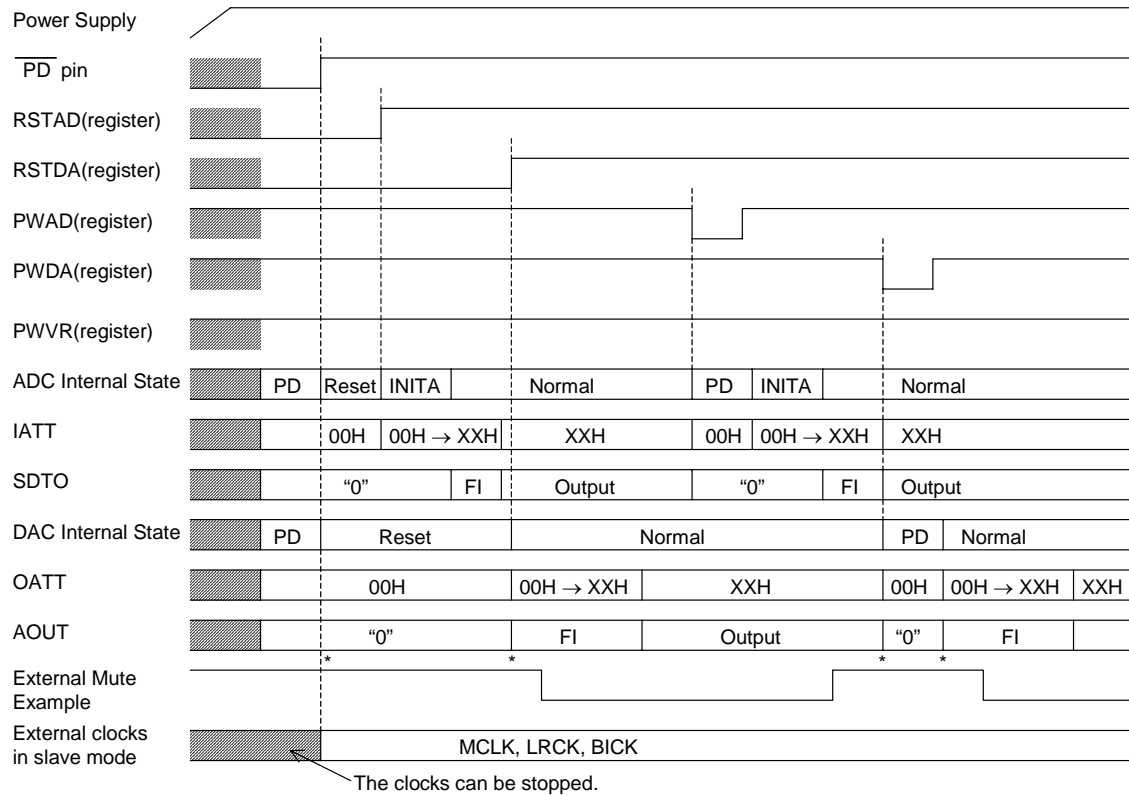 Power Supply
PD pin
RSTAD(register)
RSTDA(register)
PWAD(register)
PWDA(register)
PWVR(register)
ADC Internal State PD Reset INITA Normal PD INITA Normal
IATT 00H 00H → XXH XXH 00H 00H → XXH XXH
SDTO “0” FI Output “0” FI Output
DAC Internal State PD Reset Normal PD Normal
OATT 00H 00H → XXH XXH 00H 00H → XXH XXH
AOUT “0” FI Output “0” FI
* * * *
External Mute
Example
External clocks
in slave mode
MCLK, LRCK, BICK
The clocks can be stopped.